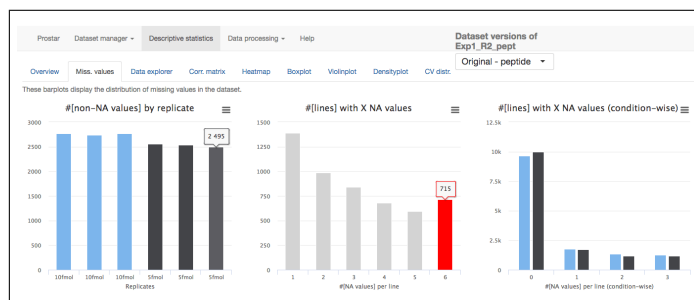 Prostar Dataset manager Descriptive statistics Data processing Help
Dataset versions of
Exp1_R2_pept
Original - peptide
Overview Miss. values Data explorer Corr. matrix Heatmap Boxplot Violinplot Densityplot CV distr.
These barplots display the distribution of missing values in the dataset.
#[non-NA values] by replicate
3000
2500
2000
1500
1000
500
0
2 495
10fmol 10fmol 10fmol 5fmol 5fmol 5fmol
Replicates
#[lines] with X NA values
1500
1250
1000
750
500
250
0
715
1 2 3 4 5 6
#[NA values] per line
#[lines] with X NA values (condition-wise)
12.5k
10k
7.5k
5k
2.5k
0
0 1 2 3
#[NA values] per line (condition-wise)